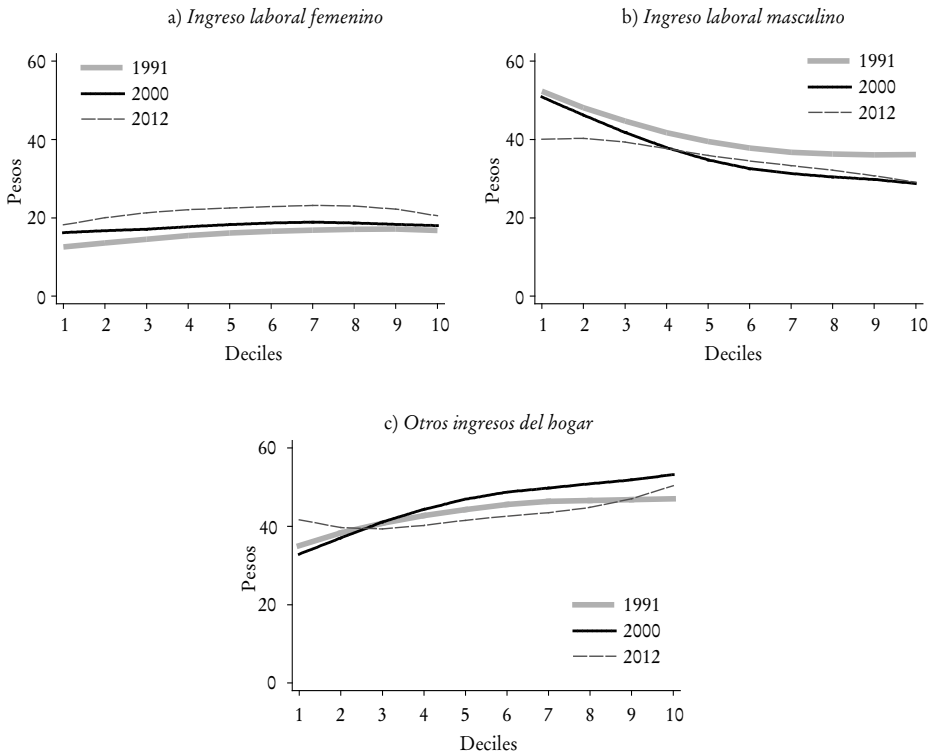 a) Ingreso laboral femenino
60
40
20
0
Pesos
1991
2000
2012
1 2 3 4 5 6 7 8 9 10
Deciles
b) Ingreso laboral masculino
60
40
20
0
Pesos
1991
2000
2012
1 2 3 4 5 6 7 8 9 10
Deciles
c) Otros ingresos del hogar
60
40
20
0
Pesos
1991
2000
2012
1 2 3 4 5 6 7 8 9 10
Deciles